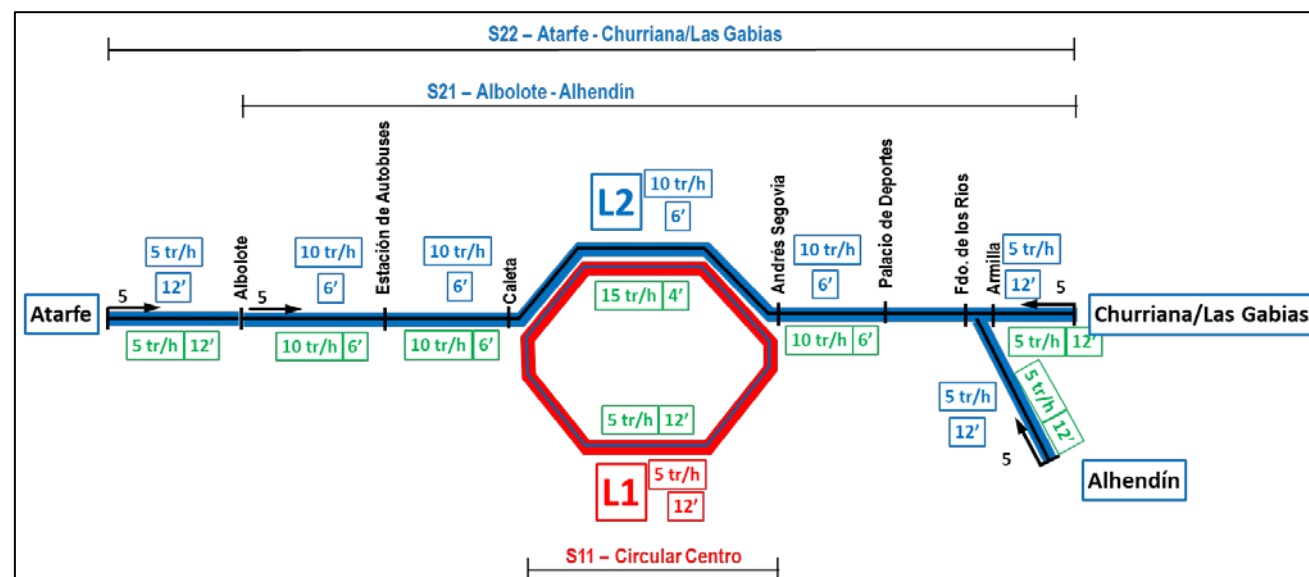 S22 – Atarfe - Churriana/Las Gabias
S21 – Albolote - Alhendín
L2
10 tr/h
6'
Albolote
Estación de Autobuses
Caleta
Andrés Segovia
Palacio de Deportes
Fdo. de los Ríos
Armilla
5 tr/h
12'
10 tr/h
6'
10 tr/h
6'
10 tr/h
6'
5 tr/h
12'
5
5
5
Atarfe
Churriana/Las Gabias
15 tr/h 4'
5 tr/h 12'
10 tr/h 6'
10 tr/h 6'
10 tr/h 6'
5 tr/h 12'
5 tr/h
12'
5 tr/h 12'
5
Alhendín
5 tr/h 12'
L1
5 tr/h
12'
S11 – Circular Centro